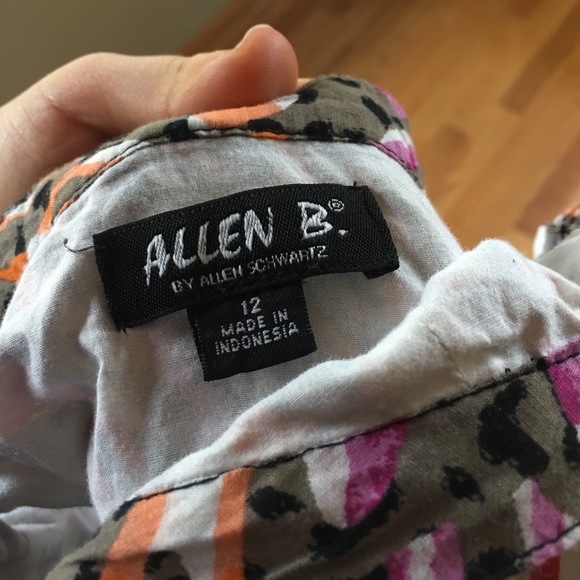 ALLEN B.®
BY ALLEN SCHWARTZ
12
MADE IN
INDONESIA